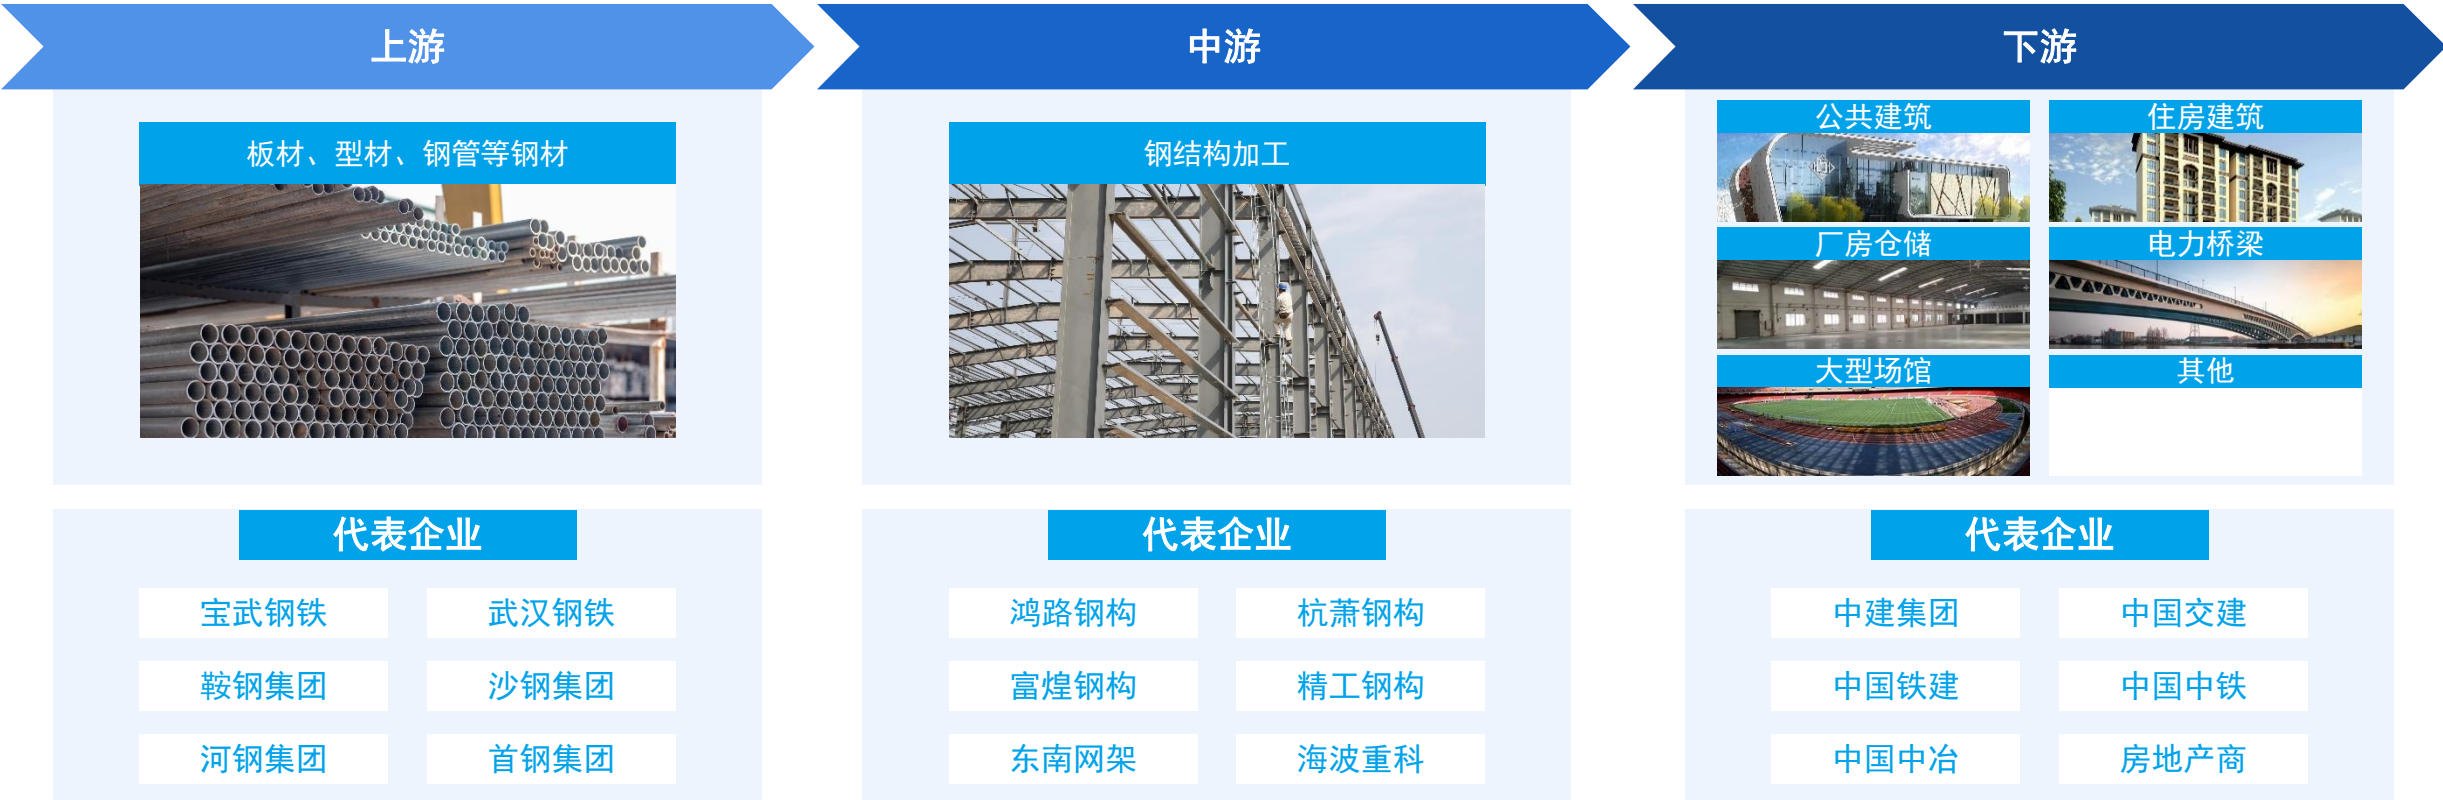 上游
中游
下游
板材、型材、钢管等钢材
钢结构加工
公共建筑
住房建筑
厂房仓储
电力桥梁
大型场馆
其他
代表企业
宝武钢铁
武汉钢铁
鞍钢集团
沙钢集团
河钢集团
首钢集团
代表企业
鸿路钢构
杭萧钢构
富煌钢构
精工钢构
东南网架
海波重科
代表企业
中建集团
中国交建
中国铁建
中国中铁
中国中冶
房地产商